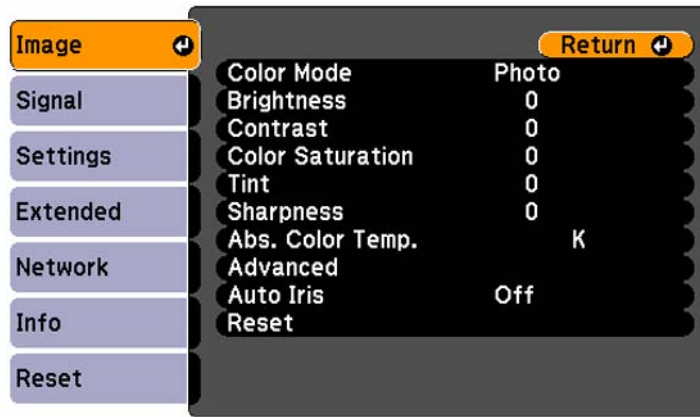 Image
Signal
Settings
Extended
Network
Info
Reset
Return
Color Mode Photo
Brightness 0
Contrast 0
Color Saturation 0
Tint 0
Sharpness 0
Abs. Color Temp. K
Advanced
Auto Iris Off
Reset